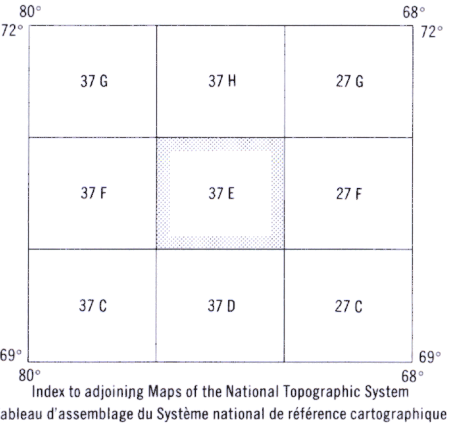 80° 68°
72° 72°
37 G 37 H 27 G
37 F 37 E 27 F
37 C 37 D 27 C
69° 69°
80° 68°
Index to adjoining Maps of the National Topographic System
ableau d'assemblage du Système national de référence cartographique